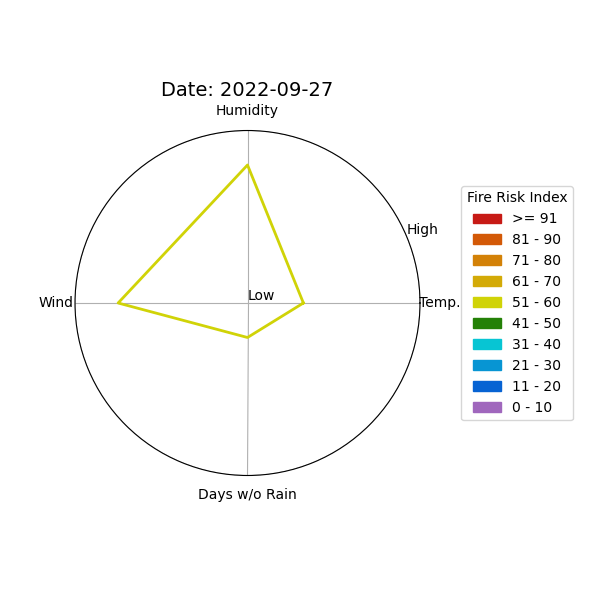 Date: 2022-09-27
Humidity
High
Low
Wind
Temp.
Days w/o Rain
Fire Risk Index
>= 91
81 - 90
71 - 80
61 - 70
51 - 60
41 - 50
31 - 40
21 - 30
11 - 20
0 - 10